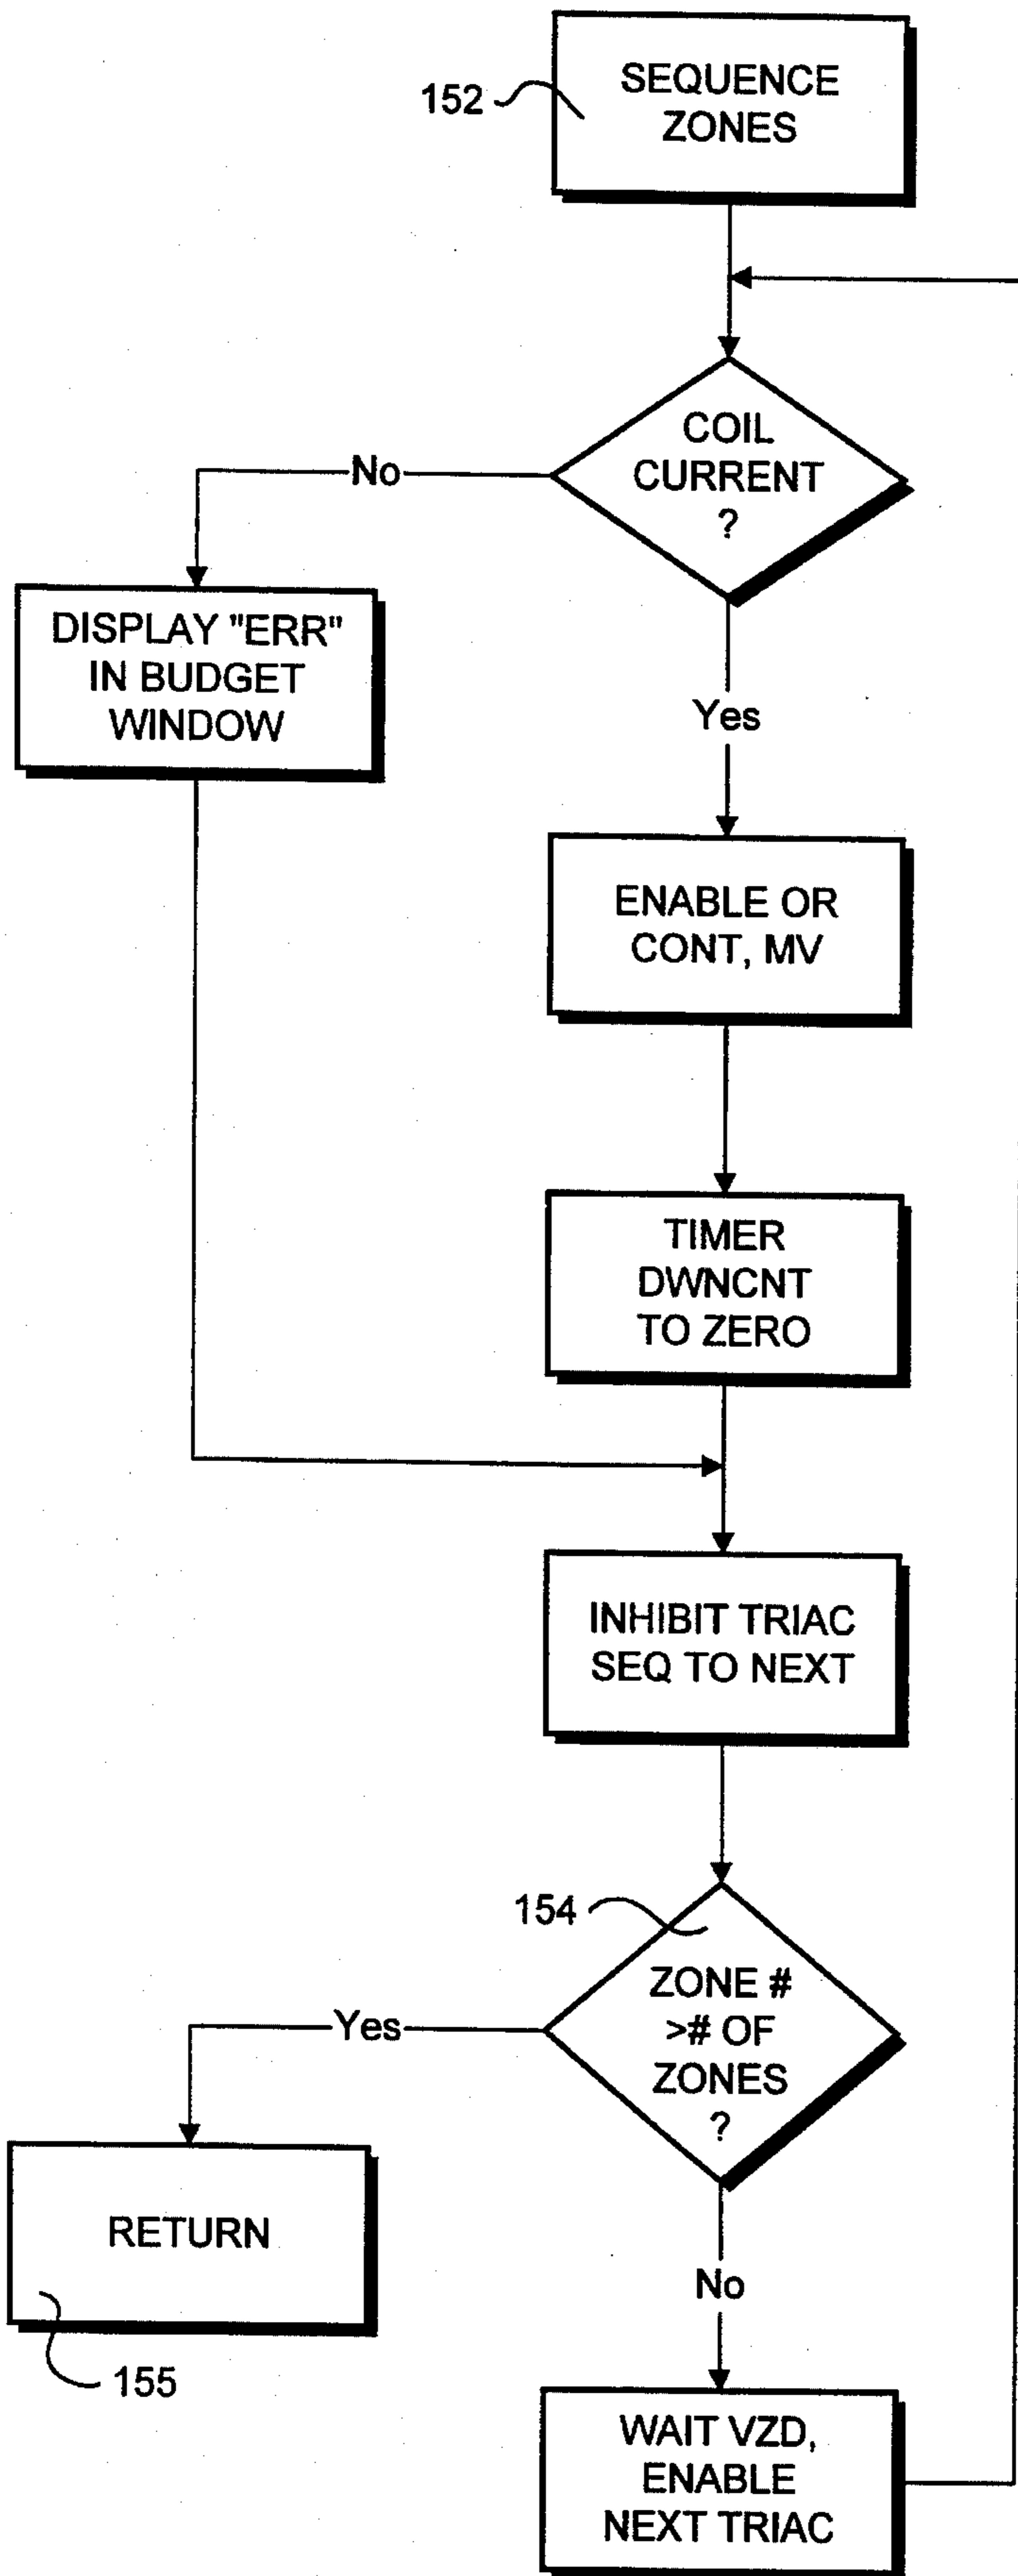 152
SEQUENCE
ZONES
COIL
CURRENT
?
No
DISPLAY "ERR"
IN BUDGET
WINDOW
Yes
ENABLE OR
CONT, MV
TIMER
DWNCNT
TO ZERO
INHIBIT TRIAC
SEQ TO NEXT
154
ZONE #
># OF
ZONES
?
Yes
RETURN
155
No
WAIT VZD,
ENABLE
NEXT TRIAC